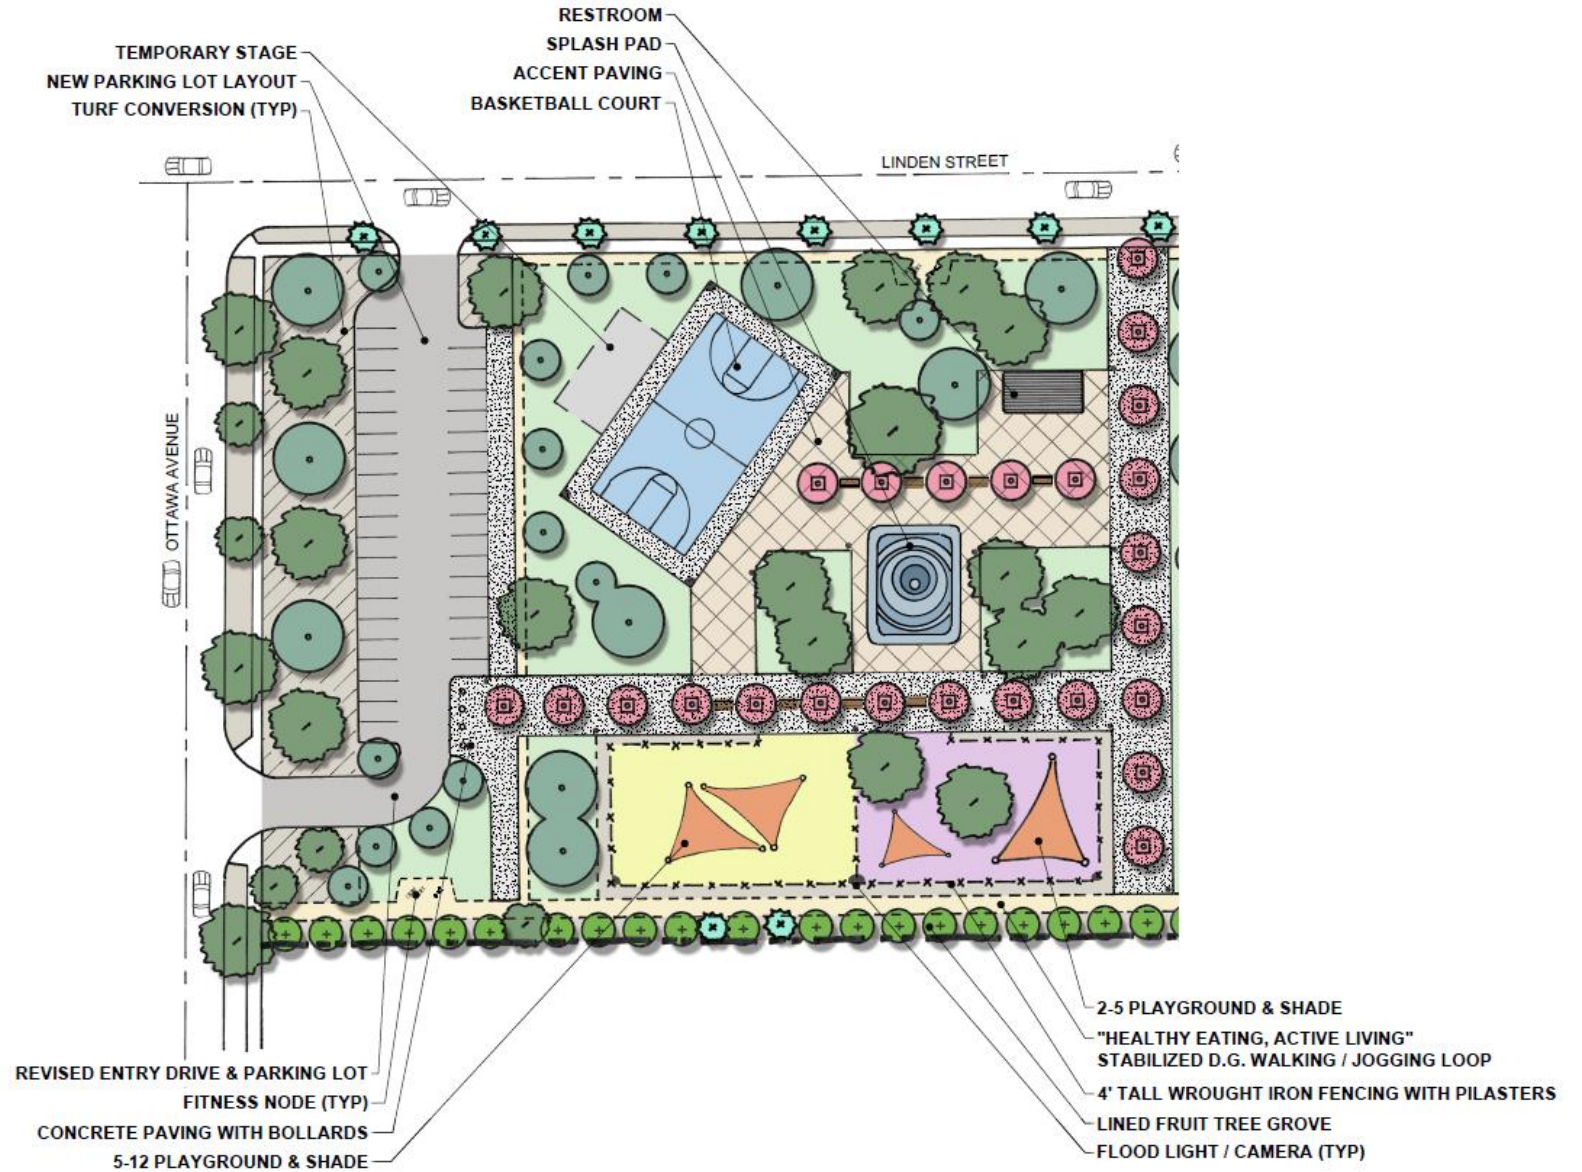 RESTROOM
SPLASH PAD
ACCENT PAVING
BASKETBALL COURT
TEMPORARY STAGE
NEW PARKING LOT LAYOUT
TURF CONVERSION (TYP)
LINDEN STREET
OTTAWA AVENUE
2-5 PLAYGROUND & SHADE
"HEALTHY EATING, ACTIVE LIVING"
STABILIZED D.G. WALKING / JOGGING LOOP
4' TALL WROUGHT IRON FENCING WITH PILASTERS
LINED FRUIT TREE GROVE
FLOOD LIGHT / CAMERA (TYP)
REVISED ENTRY DRIVE & PARKING LOT
FITNESS NODE (TYP)
CONCRETE PAVING WITH BOLLARDS
5-12 PLAYGROUND & SHADE